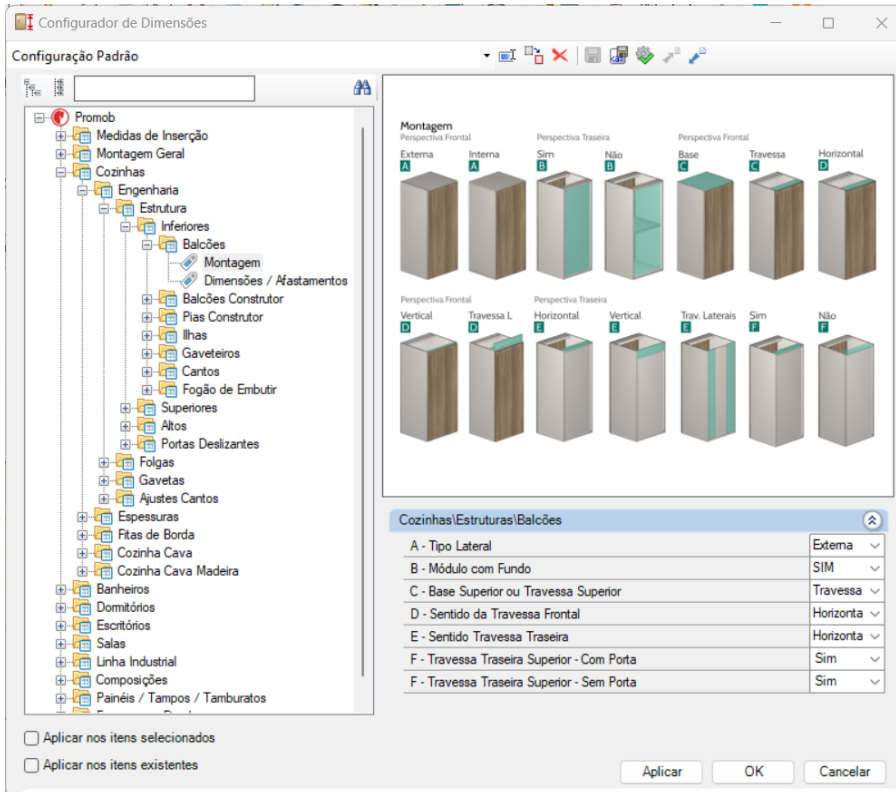 Configurador de Dimensões
Configuração Padrão
Promob
Medidas de Inserção
Montagem Geral
Cozinhas
Engenharia
Estrutura
Inferiores
Balcões
Montagem
Dimensões / Afastamentos
Balcões Construtor
Pias Construtor
Ilhas
Gaveteiros
Cantos
Fogão de Embutir
Superiores
Altos
Portas Deslizantes
Folgas
Gavetas
Ajustes Cantos
Espessuras
Fitas de Borda
Cozinha Cava
Cozinha Cava Madeira
Banheiros
Dormitórios
Escritórios
Salas
Linha Industrial
Composições
Painéis / Tampos / Tamburatos
Montagem
Perspectiva Frontal Perspectiva Traseira Perspectiva Frontal
Externa Interna Sim Não Base Travessa Horizontal
A A B B C C D
Perspectiva Frontal Perspectiva Traseira
Vertical Travessa L Horizontal Vertical Trav. Laterais Sim Não
D D E E E F F
Cozinhas\Estruturas\Balcões
A - Tipo Lateral Externa
B - Módulo com Fundo SIM
C - Base Superior ou Travessa Superior Travessa
D - Sentido da Travessa Frontal Horizonta
E - Sentido Travessa Traseira Horizonta
F - Travessa Traseira Superior - Com Porta Sim
F - Travessa Traseira Superior - Sem Porta Sim
Aplicar nos itens selecionados
Aplicar nos itens existentes
Aplicar OK Cancelar